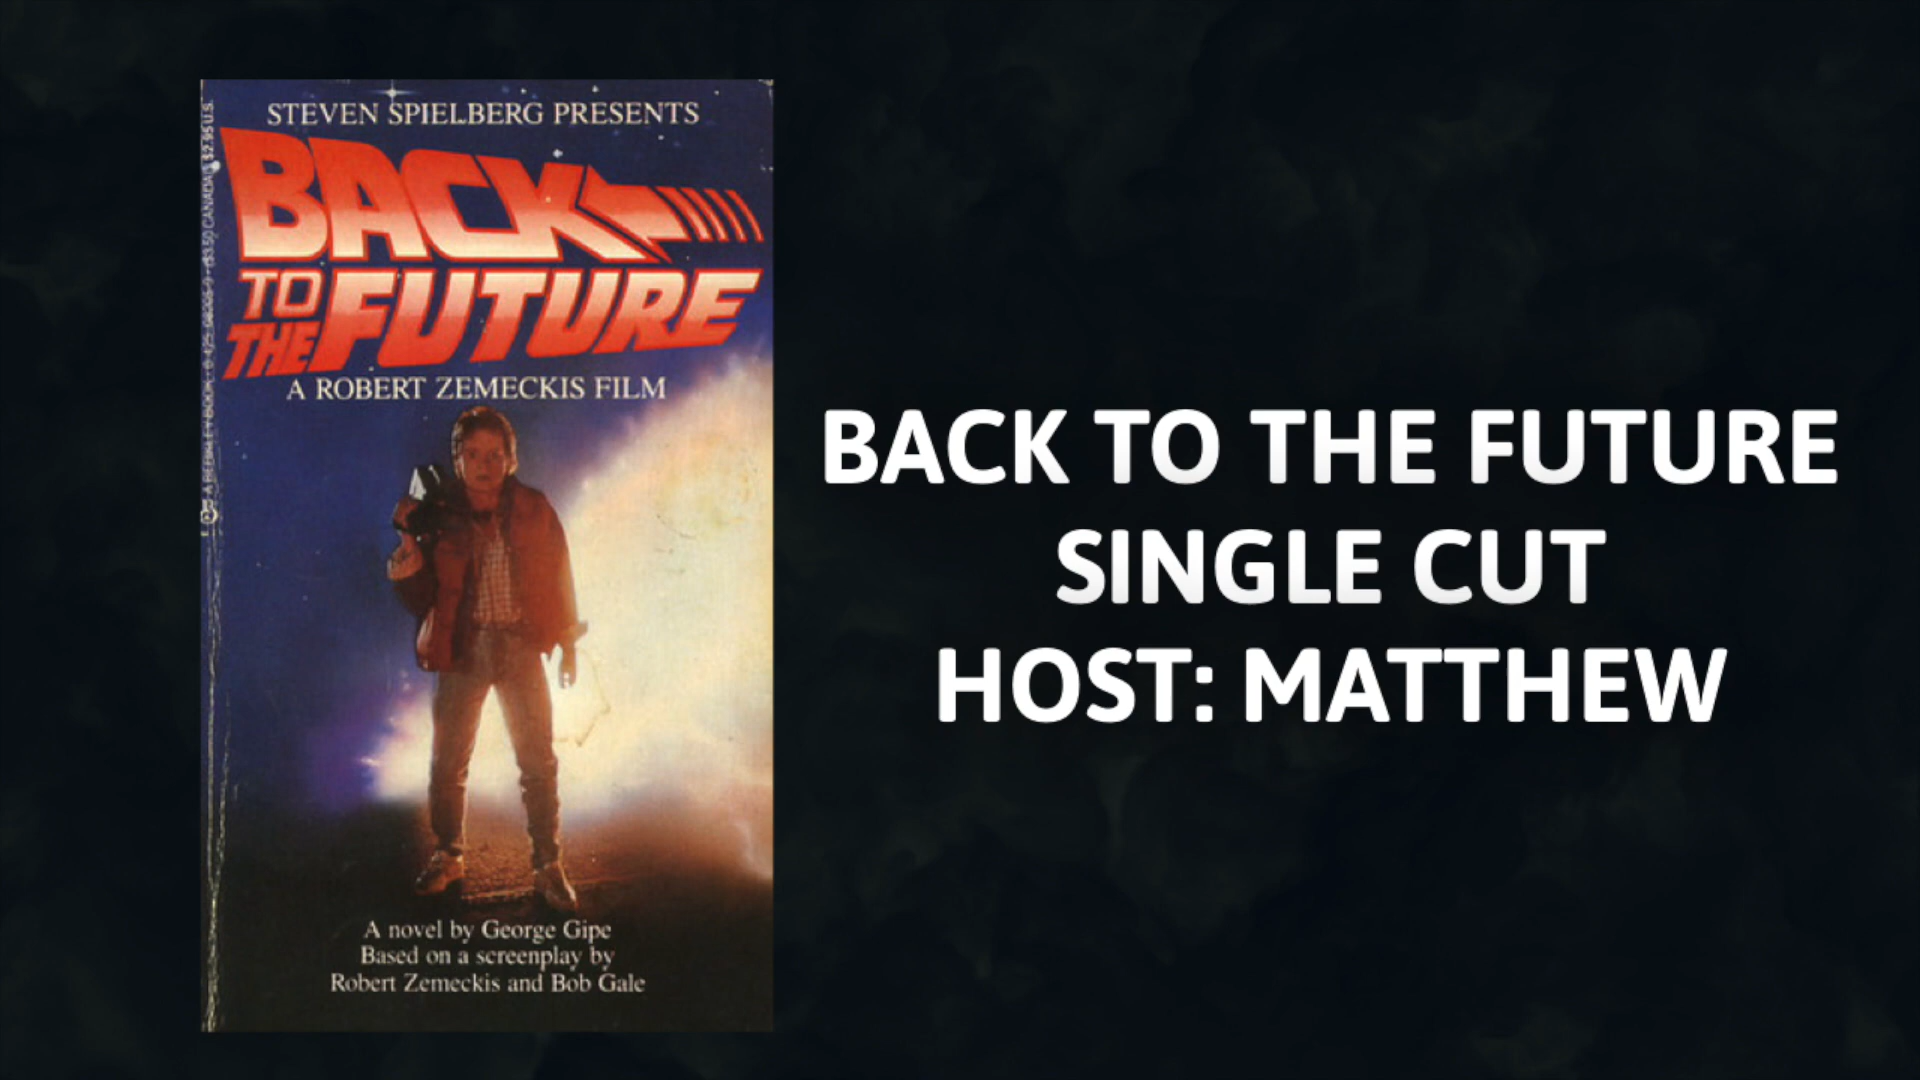 STEVEN SPIELBERG PRESENTS
BACK
TO
THE FUTURE
A ROBERT ZEMECKIS FILM
A novel by George Gipe
Based on a screenplay by
Robert Zemeckis and Bob Gale
BACK TO THE FUTURE
SINGLE CUT
HOST: MATTHEW